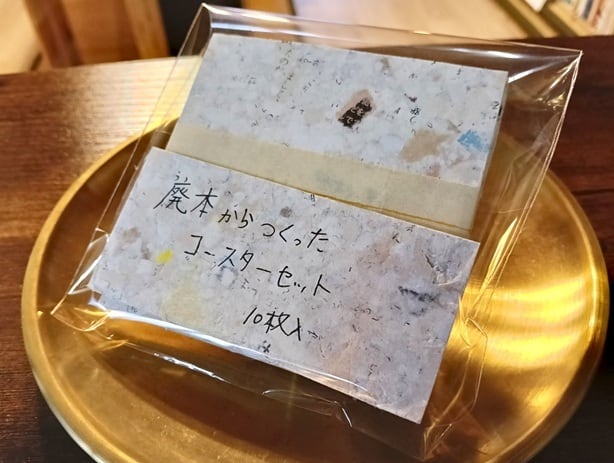 廃本からつくった
コースターセット
10枚入